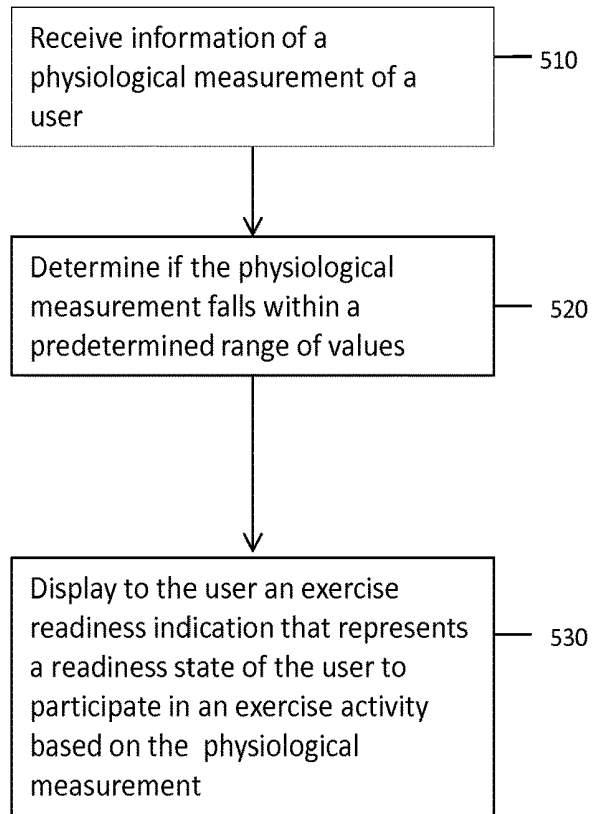 Receive information of a
physiological measurement of a
user
510
Determine if the physiological
measurement falls within a
predetermined range of values
520
Display to the user an exercise
readiness indication that represents
a readiness state of the user to
participate in an exercise activity
based on the physiological
measurement
530